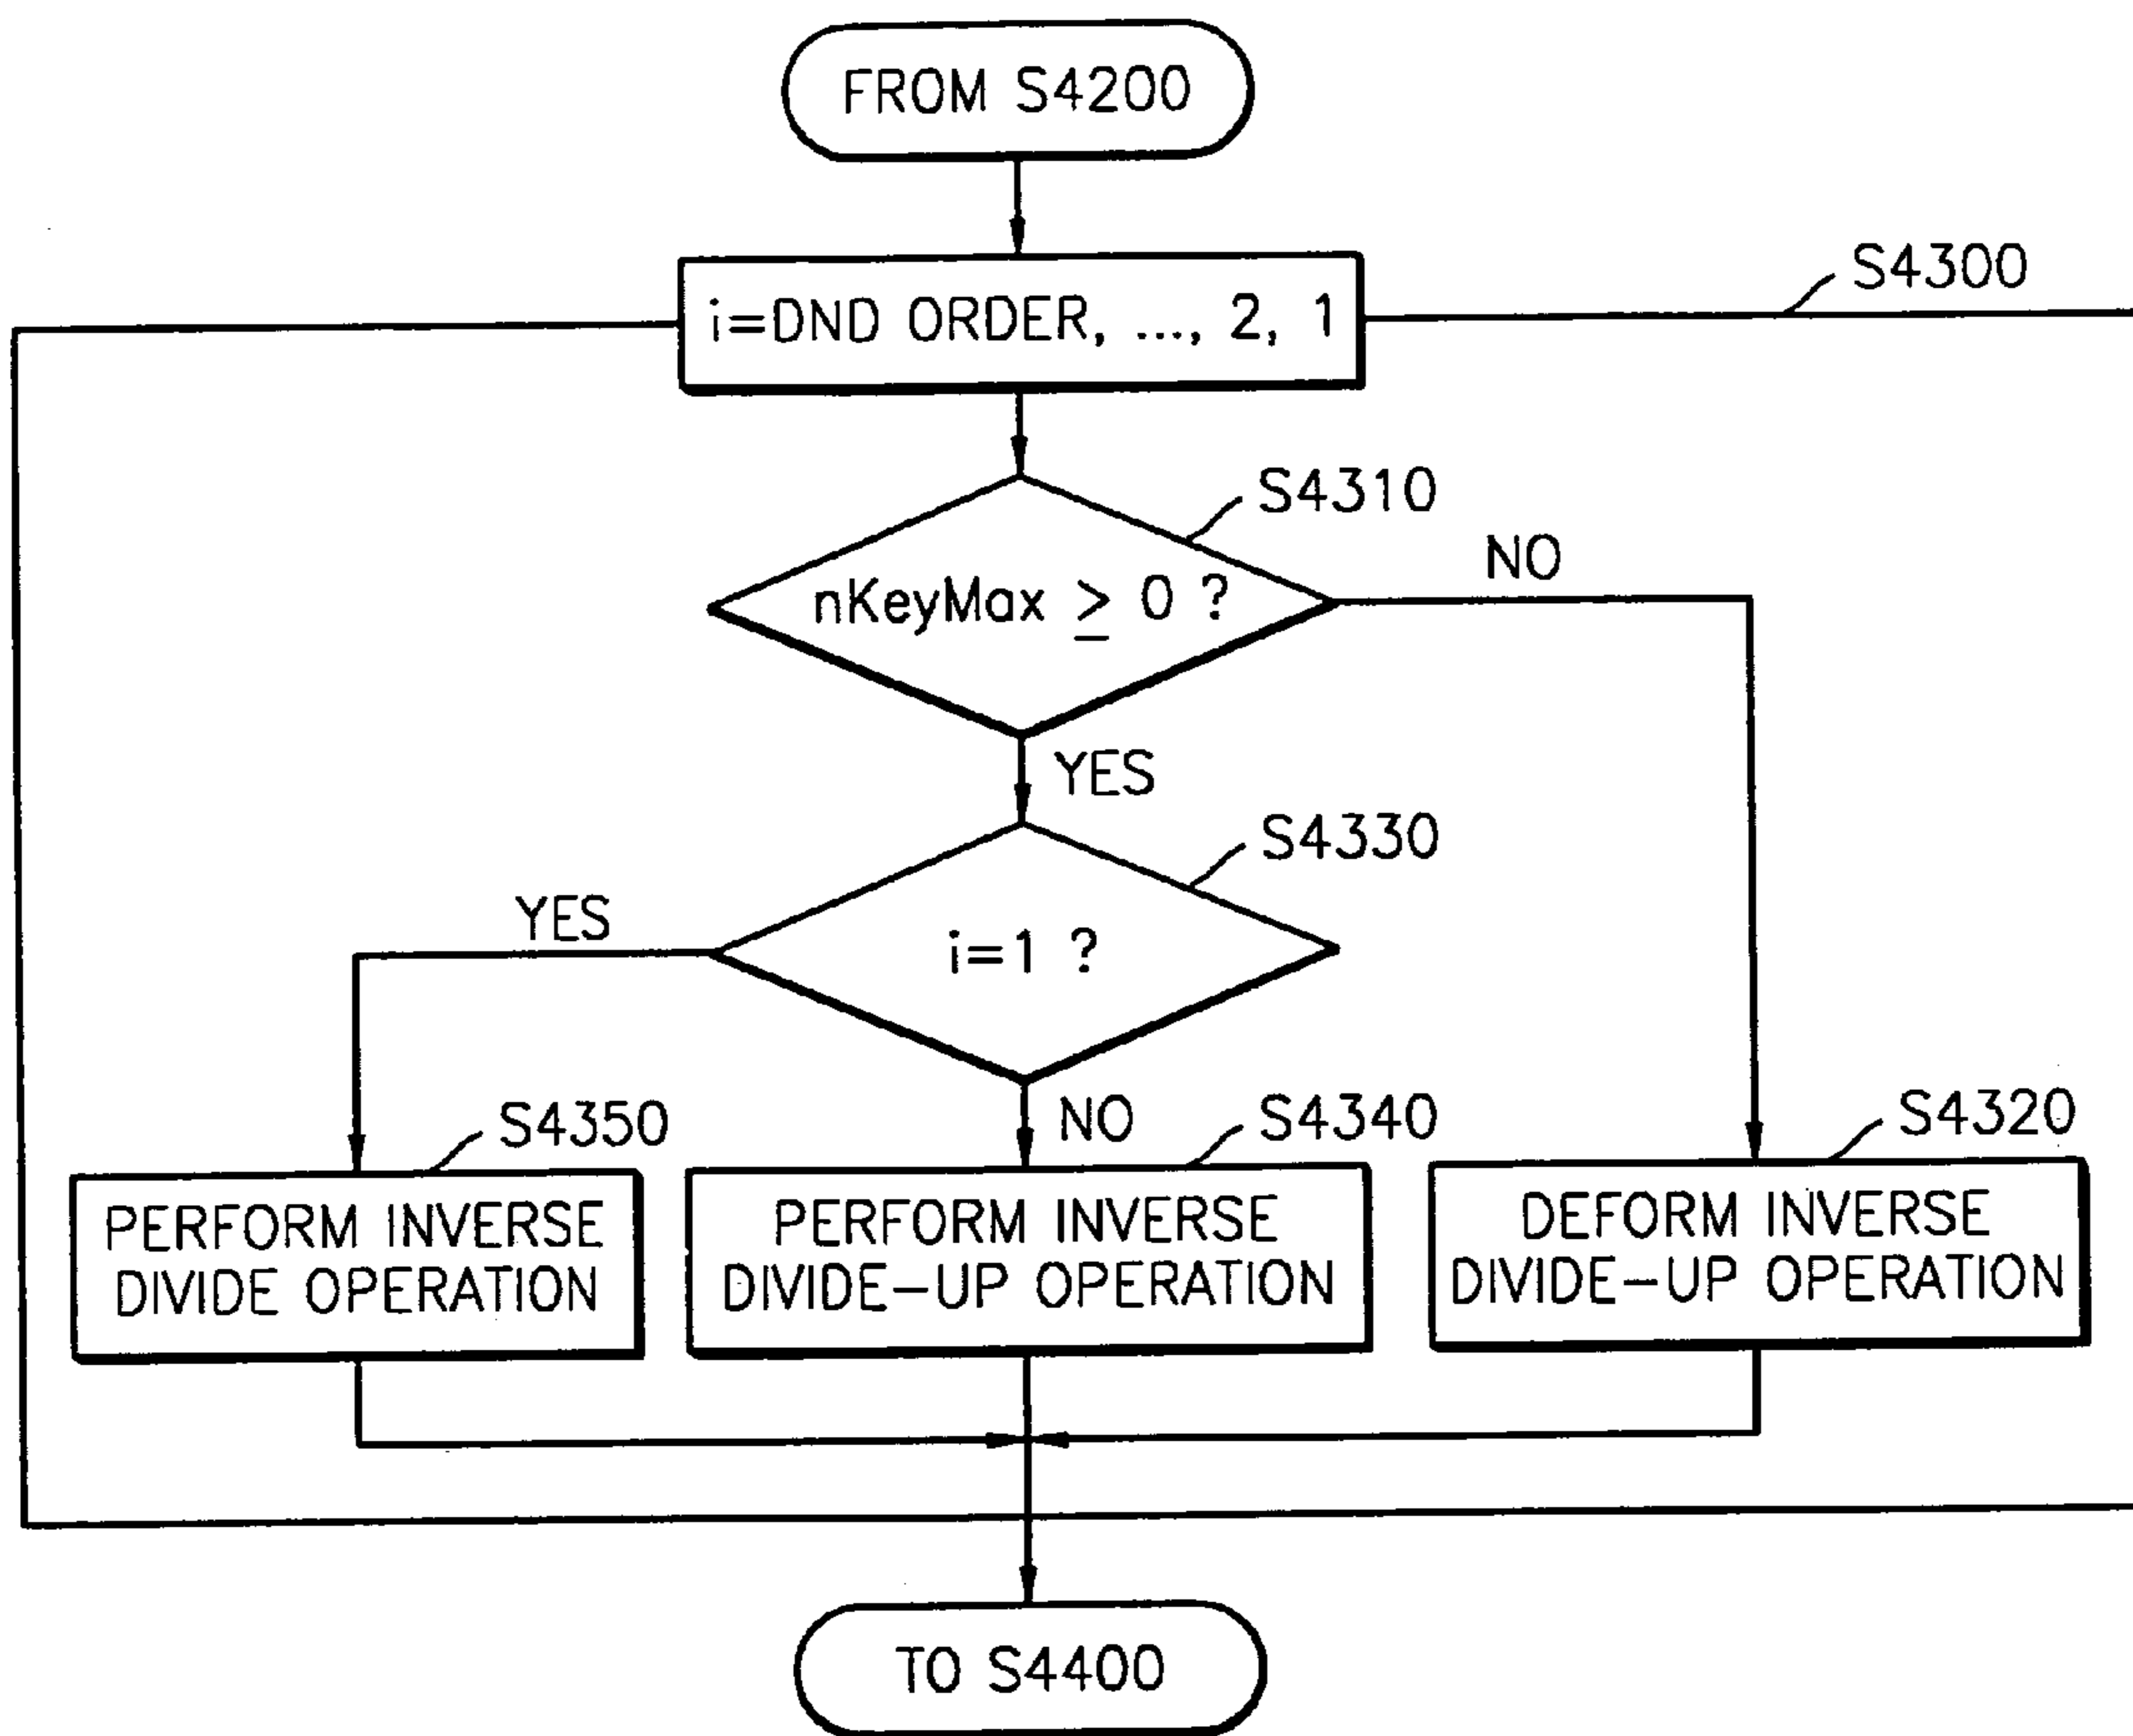 FROM S4200
S4300
i=DND ORDER, ..., 2, 1
S4310
nKeyMax ≥ 0 ?
NO
YES
S4330
YES
i=1 ?
S4350
NO
S4340
S4320
PERFORM INVERSE
DIVIDE OPERATION
PERFORM INVERSE
DIVIDE-UP OPERATION
DEFORM INVERSE
DIVIDE-UP OPERATION
TO S4400